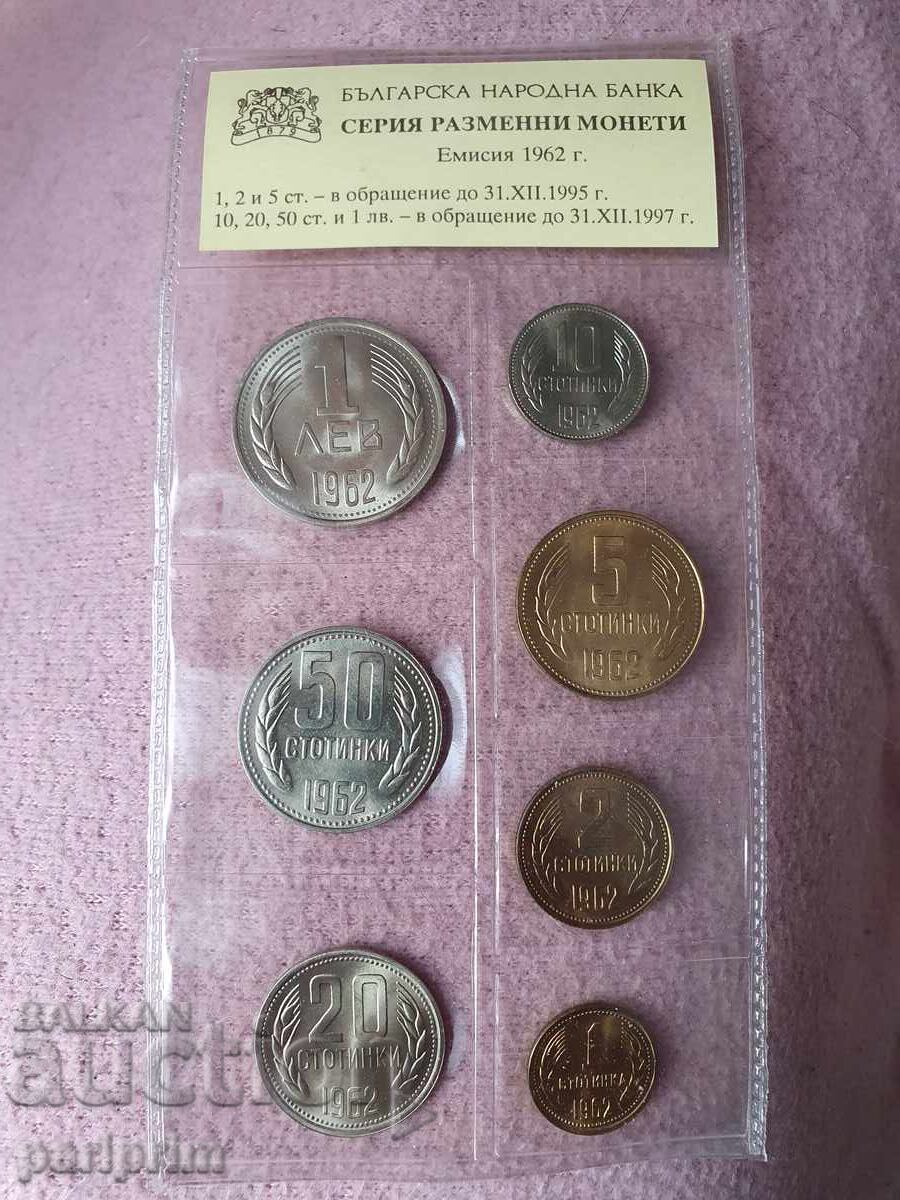 БЪЛГАРСКА НАРОДНА БАНКА
СЕРИЯ РАЗМЕННИ МОНЕТИ
Емисия 1962 г.
1879
1, 2 и 5 ст. – в обращение до 31.XII.1995 г.
10, 20, 50 ст. и 1 лв. – в обращение до 31.XII.1997 г.
1
ЛЕВ
1962
10
СТОТИНКИ
1962
5
СТОТИНКИ
1962
50
СТОТИНКИ
1962
2
СТОТИНКИ
1962
20
СТОТИНКИ
1962
1
СТОТИНКА
1962
BALKAN
auction
parlprim